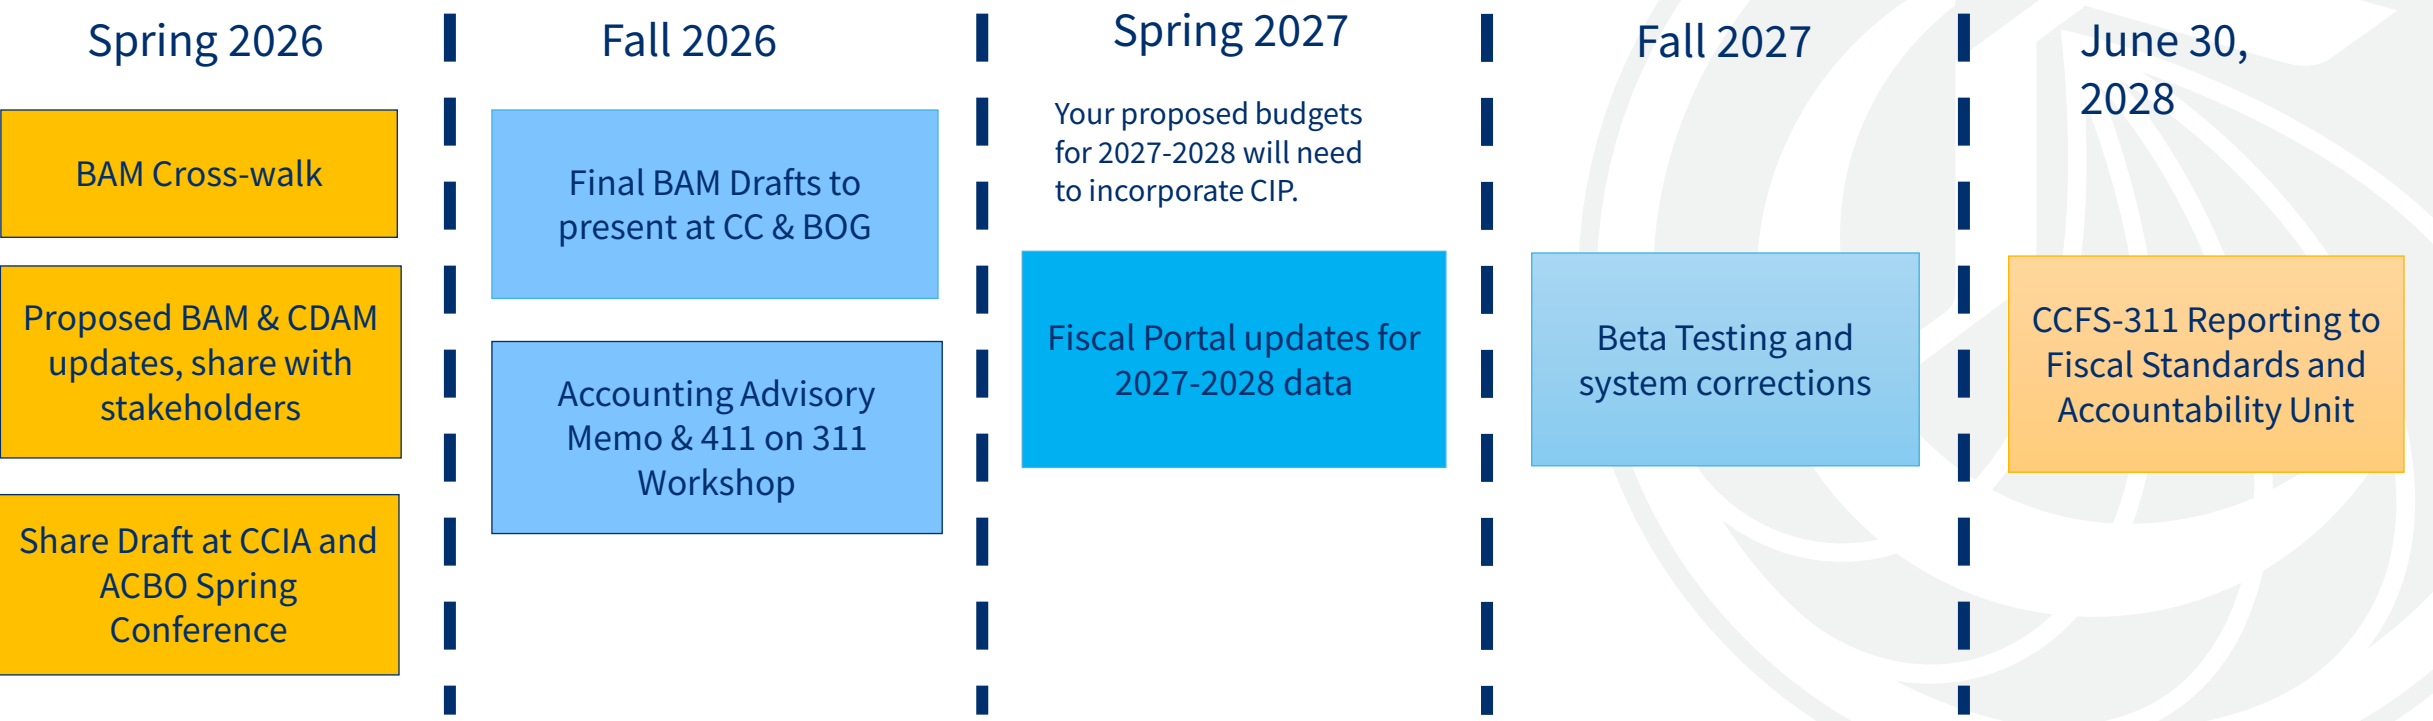 Spring 2026
BAM Cross-walk
Proposed BAM & CDAM
updates, share with
stakeholders
Share Draft at CCIA and
ACBO Spring
Conference
Fall 2026
Final BAM Drafts to
present at CC & BOG
Accounting Advisory
Memo & 411 on 311
Workshop
Spring 2027
Your proposed budgets
for 2027-2028 will need
to incorporate CIP.
Fiscal Portal updates for
2027-2028 data
Fall 2027
Beta Testing and
system corrections
June 30,
2028
CCFS-311 Reporting to
Fiscal Standards and
Accountability Unit